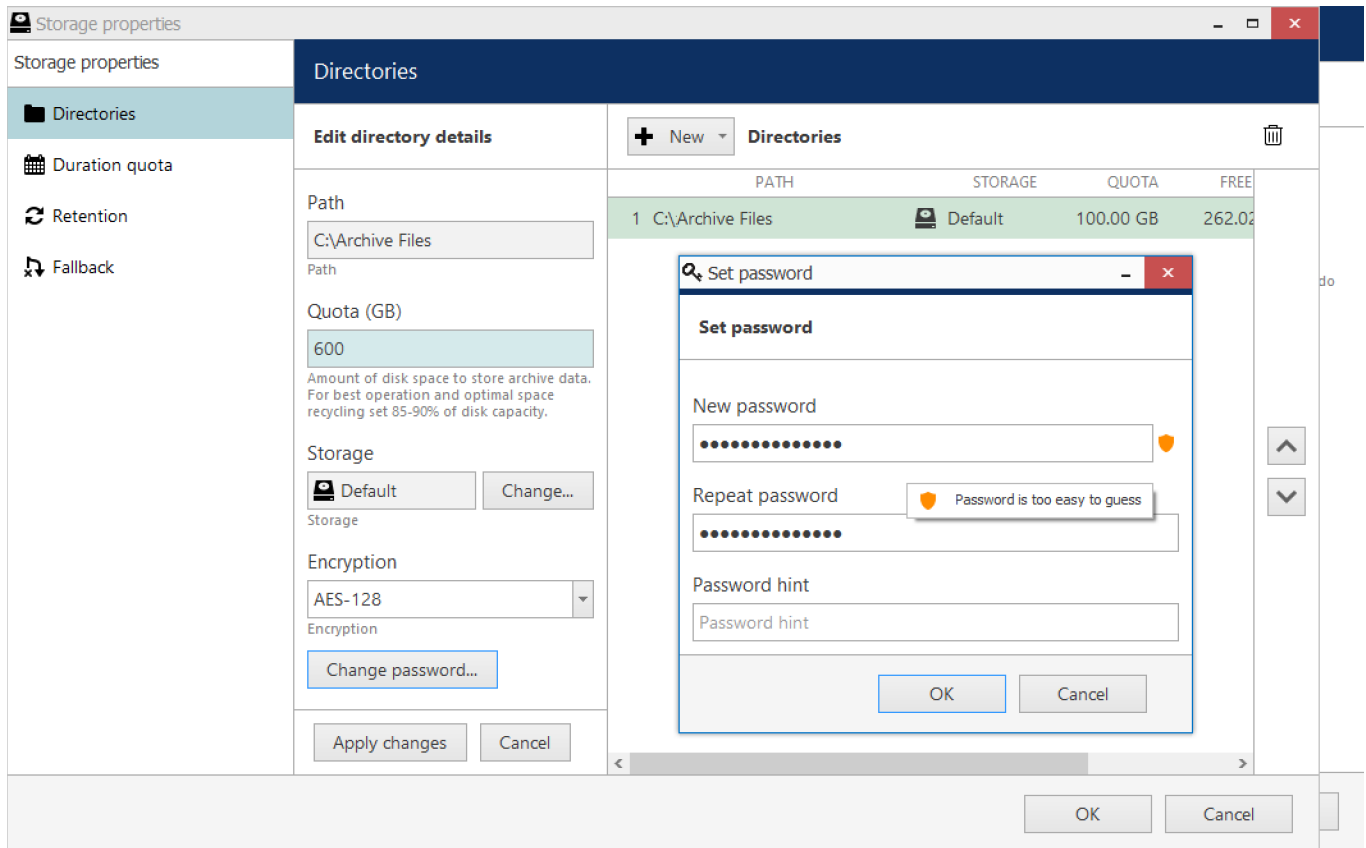 Storage properties
Storage properties
Directories
Duration quota
Retention
Fallback
Directories
Edit directory details
Path
C:\Archive Files
Path
Quota (GB)
600
Amount of disk space to store archive data.
For best operation and optimal space
recycling set 85-90% of disk capacity.
Storage
Default
Change...
Storage
Encryption
AES-128
Encryption
Change password...
Apply changes
Cancel
New
Directories
PATH STORAGE QUOTA FREE
1 C:\Archive Files Default 100.00 GB 262.02
Set password
Set password
New password
••••••••••••••
Repeat password
Password is too easy to guess
••••••••••••••
Password hint
Password hint
OK
Cancel
OK
Cancel
do